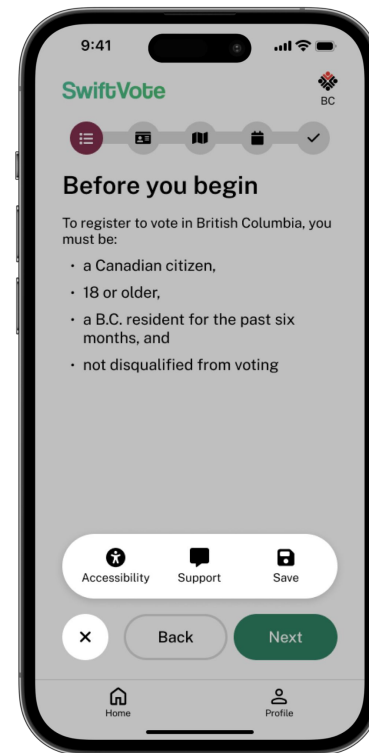 9:41
SwiftVote
BC
Before you begin
To register to vote in British Columbia, you
must be:
• a Canadian citizen,
• 18 or older,
• a B.C. resident for the past six
months, and
• not disqualified from voting
Accessibility Support Save
Back Next
Home Profile